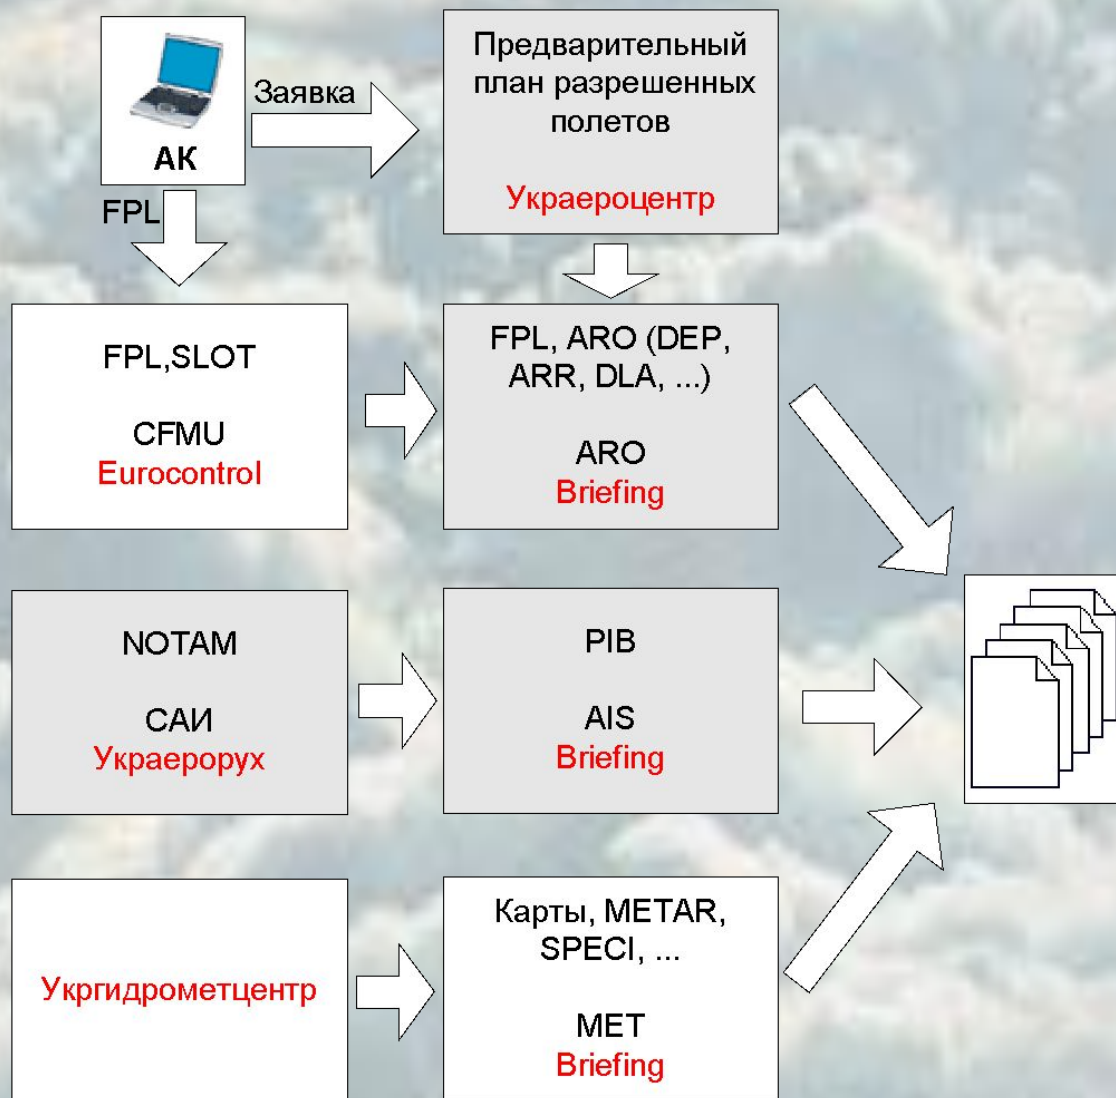 АК
Заявка
Предварительный
план разрешенных
полетов
Украероцентр
FPL
FPL,SLOT
CFMU
Eurocontrol
FPL, ARO (DEP,
ARR, DLA, ...)
ARO
Briefing
NOTAM
САИ
Украерорух
PIB
AIS
Briefing
Укргидрометцентр
Карты, METAR,
SPECI, ...
MET
Briefing